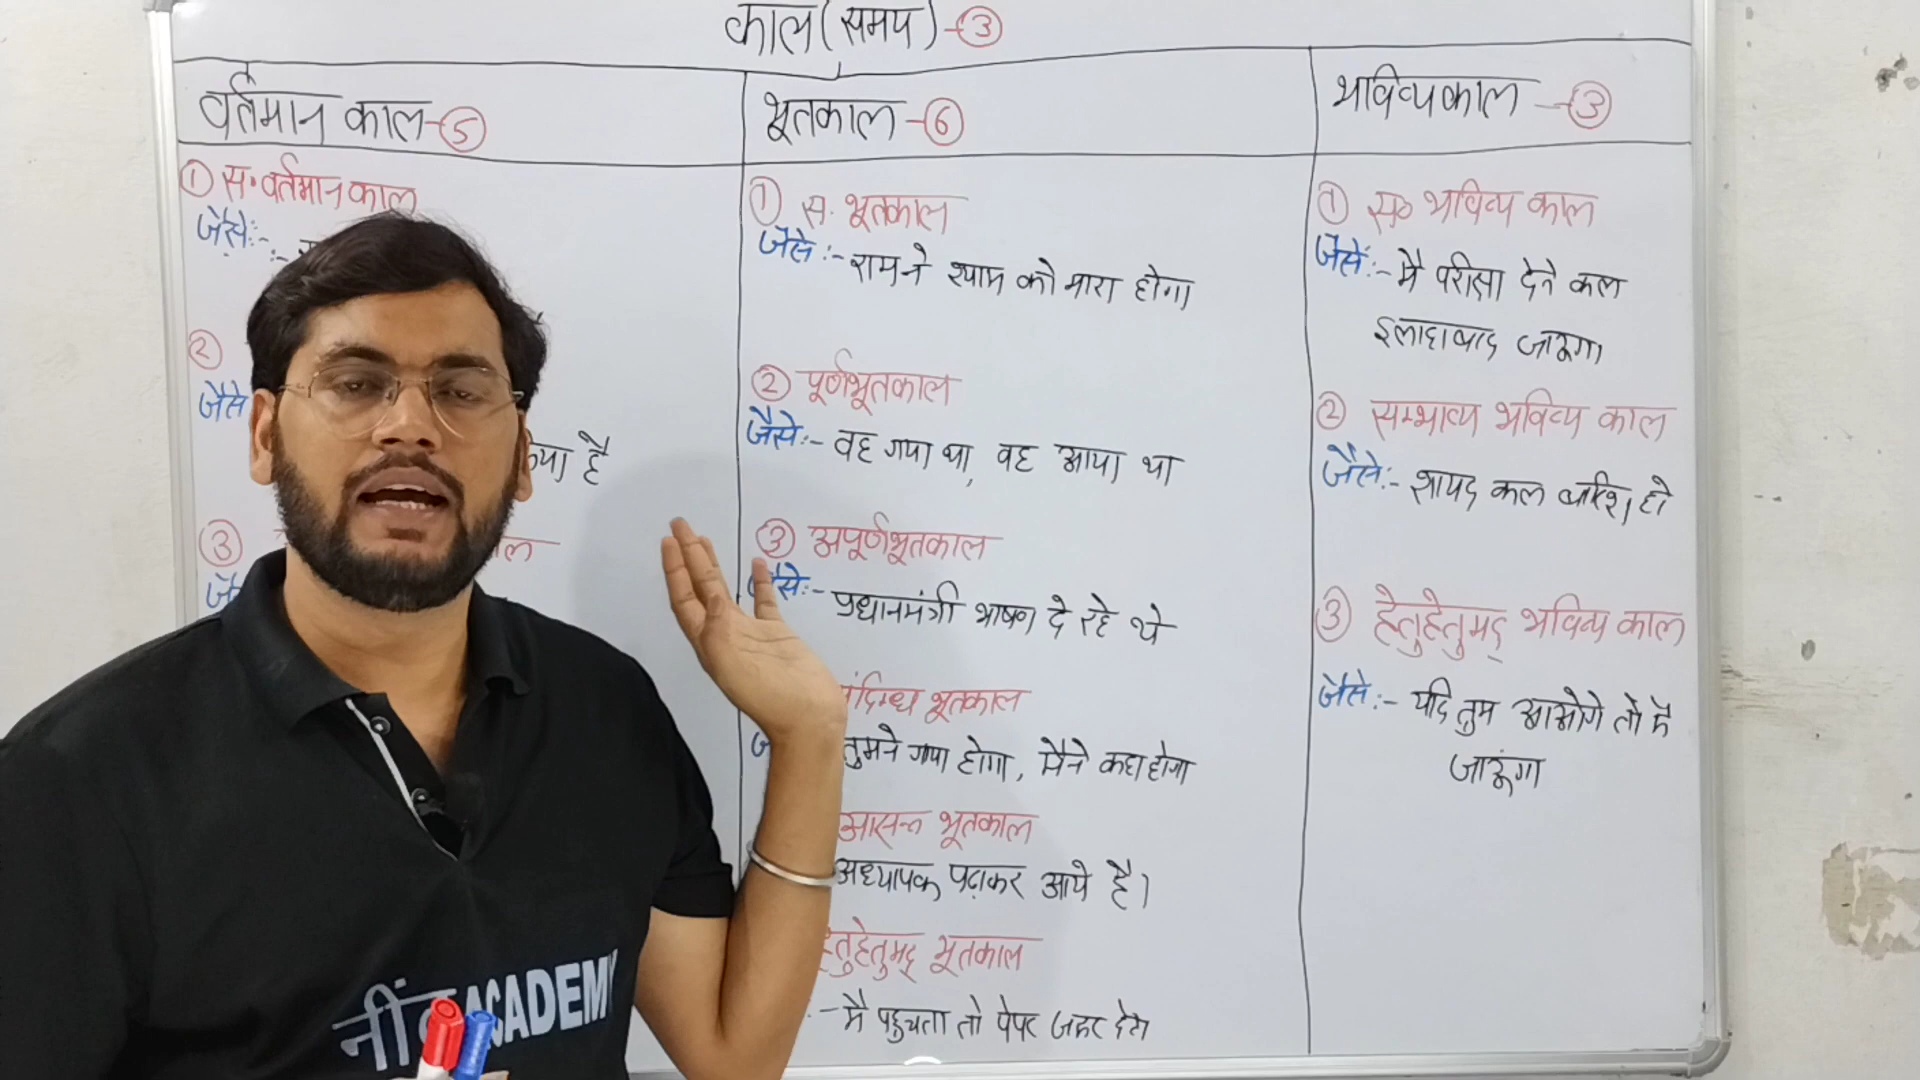 काल (समय) - ③
वर्तमान काल - ⑤
① स॰ वर्तमान काल
जैसे:-
②
जैसे
है
③
भूतकाल - ⑥
① स॰ भूतकाल
जैसे :- राम ने श्याम को मारा होगा
② पूर्णभूतकाल
जैसे:- वह गया था, वह आया था
③ अपूर्णभूतकाल
जैसे:- प्रधानमंत्री भाषण दे रहे थे
संदिग्ध भूतकाल
तुमने गाया होगा, मैने कहा होगा
आसन्न भूतकाल
अध्यापक पढ़ाकर आये है।
हेतुहेतुमद् भूतकाल
- मै पहुचता तो पेपर जरूर देता
भविष्य काल - ③
① स॰ भविष्य काल
जैसे:- मै परीक्षा देने कल
इलाहाबाद जाऊगा
② सम्भाव्य भविष्य काल
जैसे:- शायद कल बारिश हो
③ हेतुहेतुमद् भविष्य काल
जैसे:- यदि तुम आओगे तो मै
जाऊंगा
ACADEMY